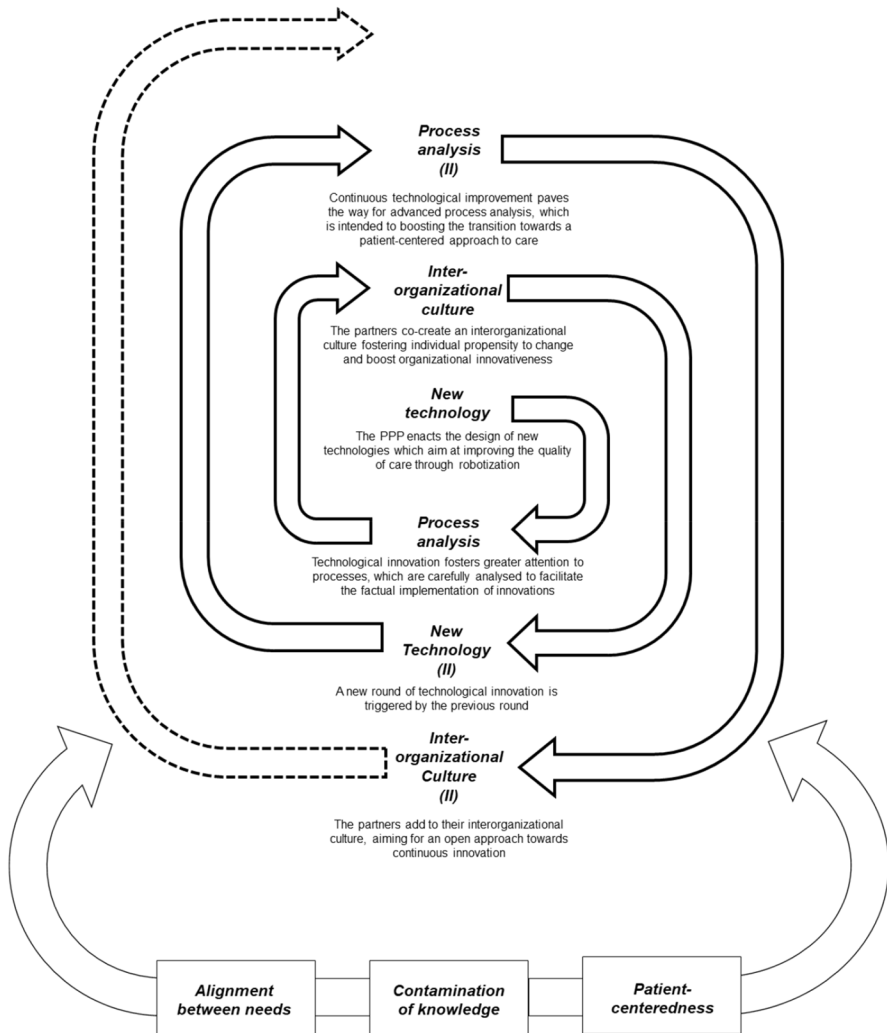 Process
analysis
(II)
Continuous technological improvement paves
the way for advanced process analysis, which
is intended to boosting the transition towards a
patient-centered approach to care
Inter-
organizational
culture
The partners co-create an interorganizational
culture fostering individual propensity to change
and boost organizational innovativeness
New
technology
The PPP enacts the design of new
technologies which aim at improving the quality
of care through robotization
Process
analysis
Technological innovation fosters greater attention to
processes, which are carefully analysed to facilitate
the factual implementation of innovations
New
Technology
(II)
A new round of technological innovation is
triggered by the previous round
Inter-
organizational
Culture
(II)
The partners add to their interorganizational
culture, aiming for an open approach towards
continuous innovation
Alignment
between needs
Contamination
of knowledge
Patient-
centeredness